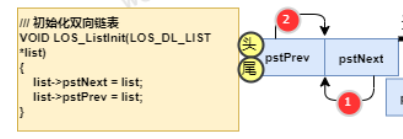 /// 初始化双向链表
VOID LOS_ListInit(LOS_DL_LIST
*list)
{
list->pstNext = list;
list->pstPrev = list;
}
2
头
尾
pstPrev
pstNext
1